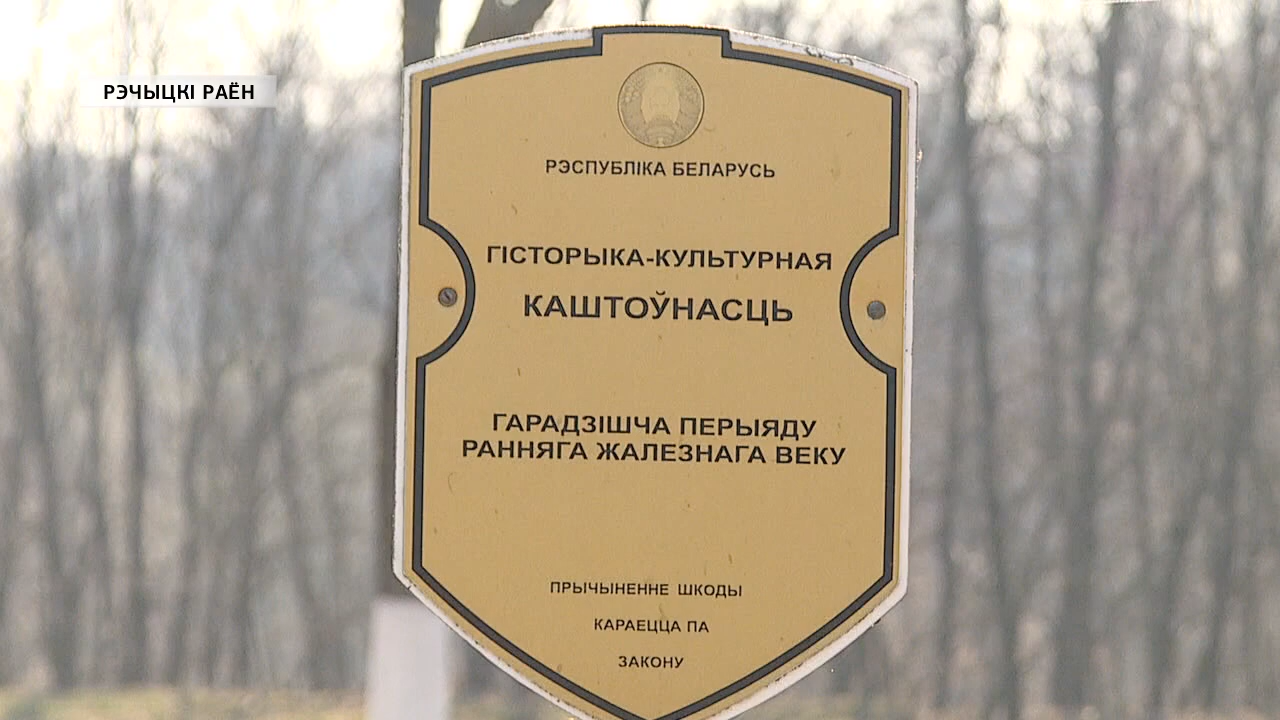 РЭЧЫЦКІ РАЁН
РЭСПУБЛІКА БЕЛАРУСЬ
ГІСТОРЫКА-КУЛЬТУРНАЯ
КАШТОЎНАСЦЬ
ГАРАДЗІШЧА ПЕРЫЯДУ
РАННЯГА ЖАЛЕЗНАГА ВЕКУ
ПРЫЧЫНЕННЕ ШКОДЫ
КАРАЕЦЦА ПА
ЗАКОНУ